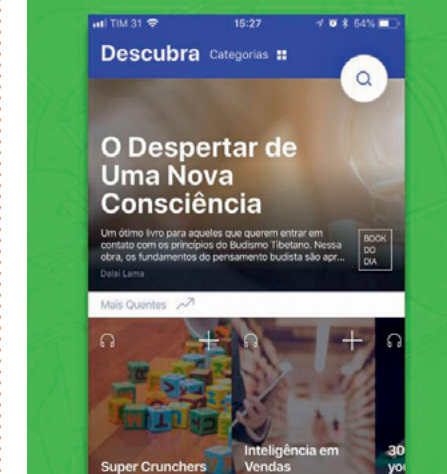 TIM 31 15:27 54%
Descubra Categorias
O Despertar de
Uma Nova
Consciência
Um ótimo livro para aqueles que querem entrar em
contato com os princípios do Budismo Tibetano. Nessa
obra, os fundamentos do pensamento budista são apr...
Dalai Lama
BOOK
DO
DIA
Mais Quentes
Super Crunchers
Inteligência em
Vendas
30
you